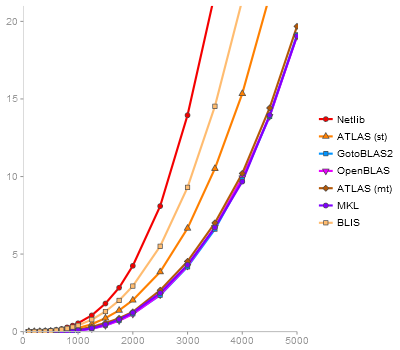 20
15
10
5
0
0 1000 2000 3000 4000 5000
Netlib
ATLAS (st)
GotoBLAS2
OpenBLAS
ATLAS (mt)
MKL
BLIS